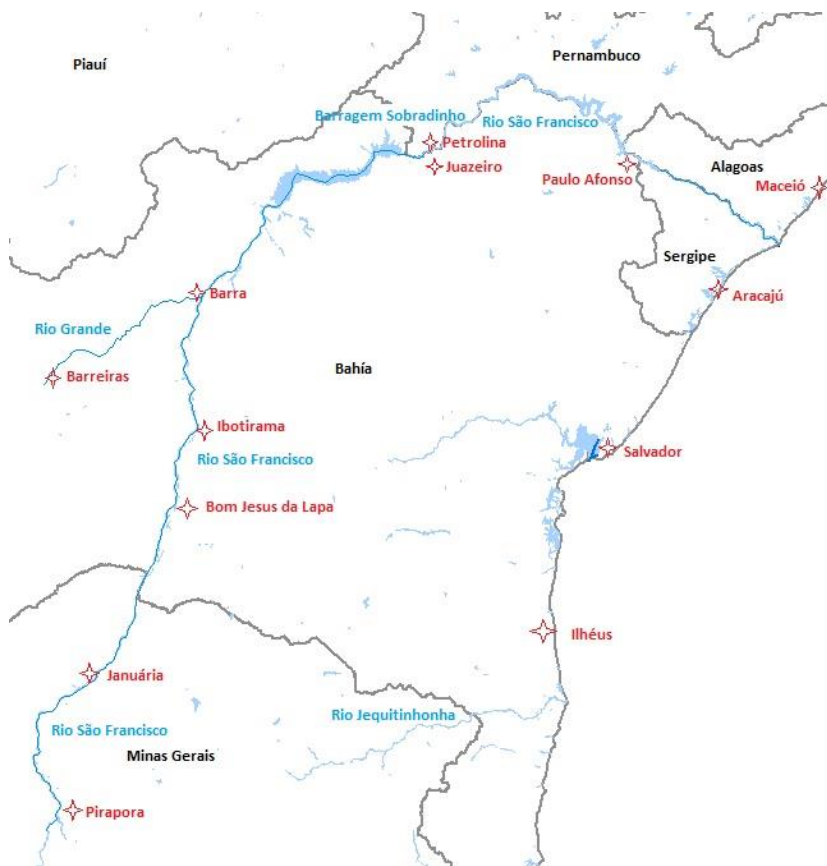 Pernambuco
Piauí
Barragem Sobradinho
Rio São Francisco
Petrolina
Juazeiro
Alagoas
Paulo Afonso
Maceió
Sergipe
Barra
Aracajú
Rio Grande
Bahía
Barreiras
Ibotirama
Salvador
Rio São Francisco
Bom Jesus da Lapa
Ilhéus
Januária
Rio Jequitinhonha
Rio São Francisco
Minas Gerais
Pirapora